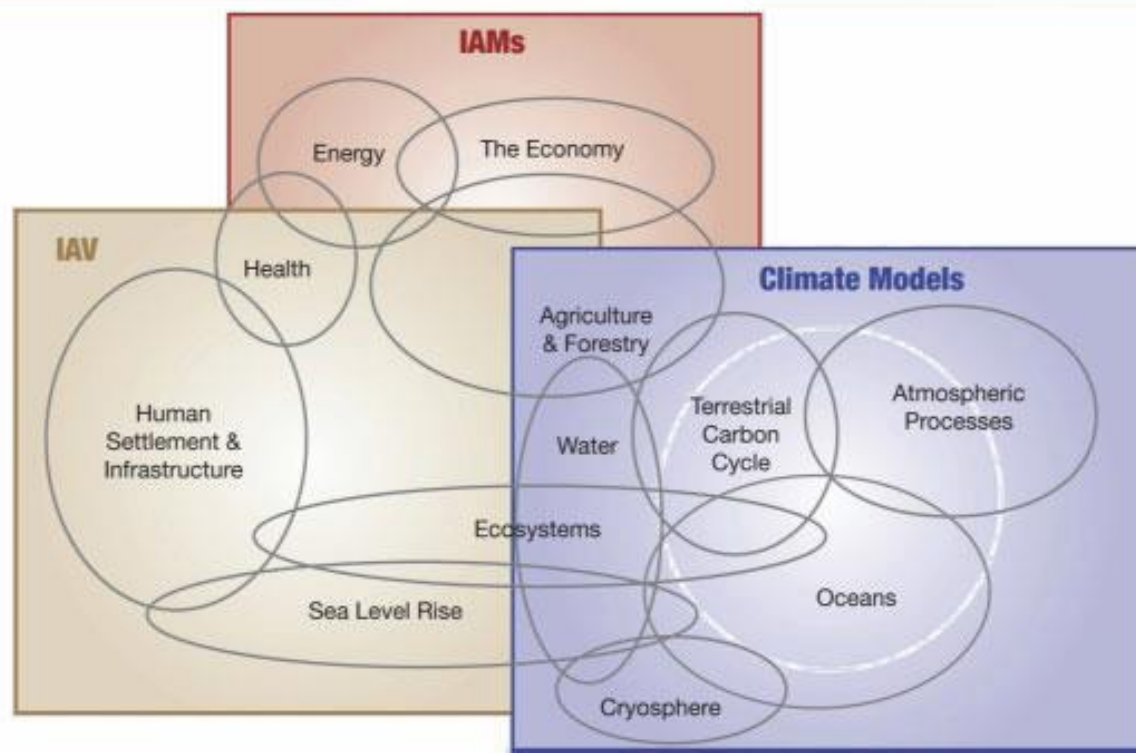 IAMs
Energy
The Economy
IAV
Health
Climate Models
Agriculture
& Forestry
Human
Settlement &
Infrastructure
Water
Terrestrial
Carbon
Cycle
Atmospheric
Processes
Ecosystems
Sea Level Rise
Oceans
Cryosphere